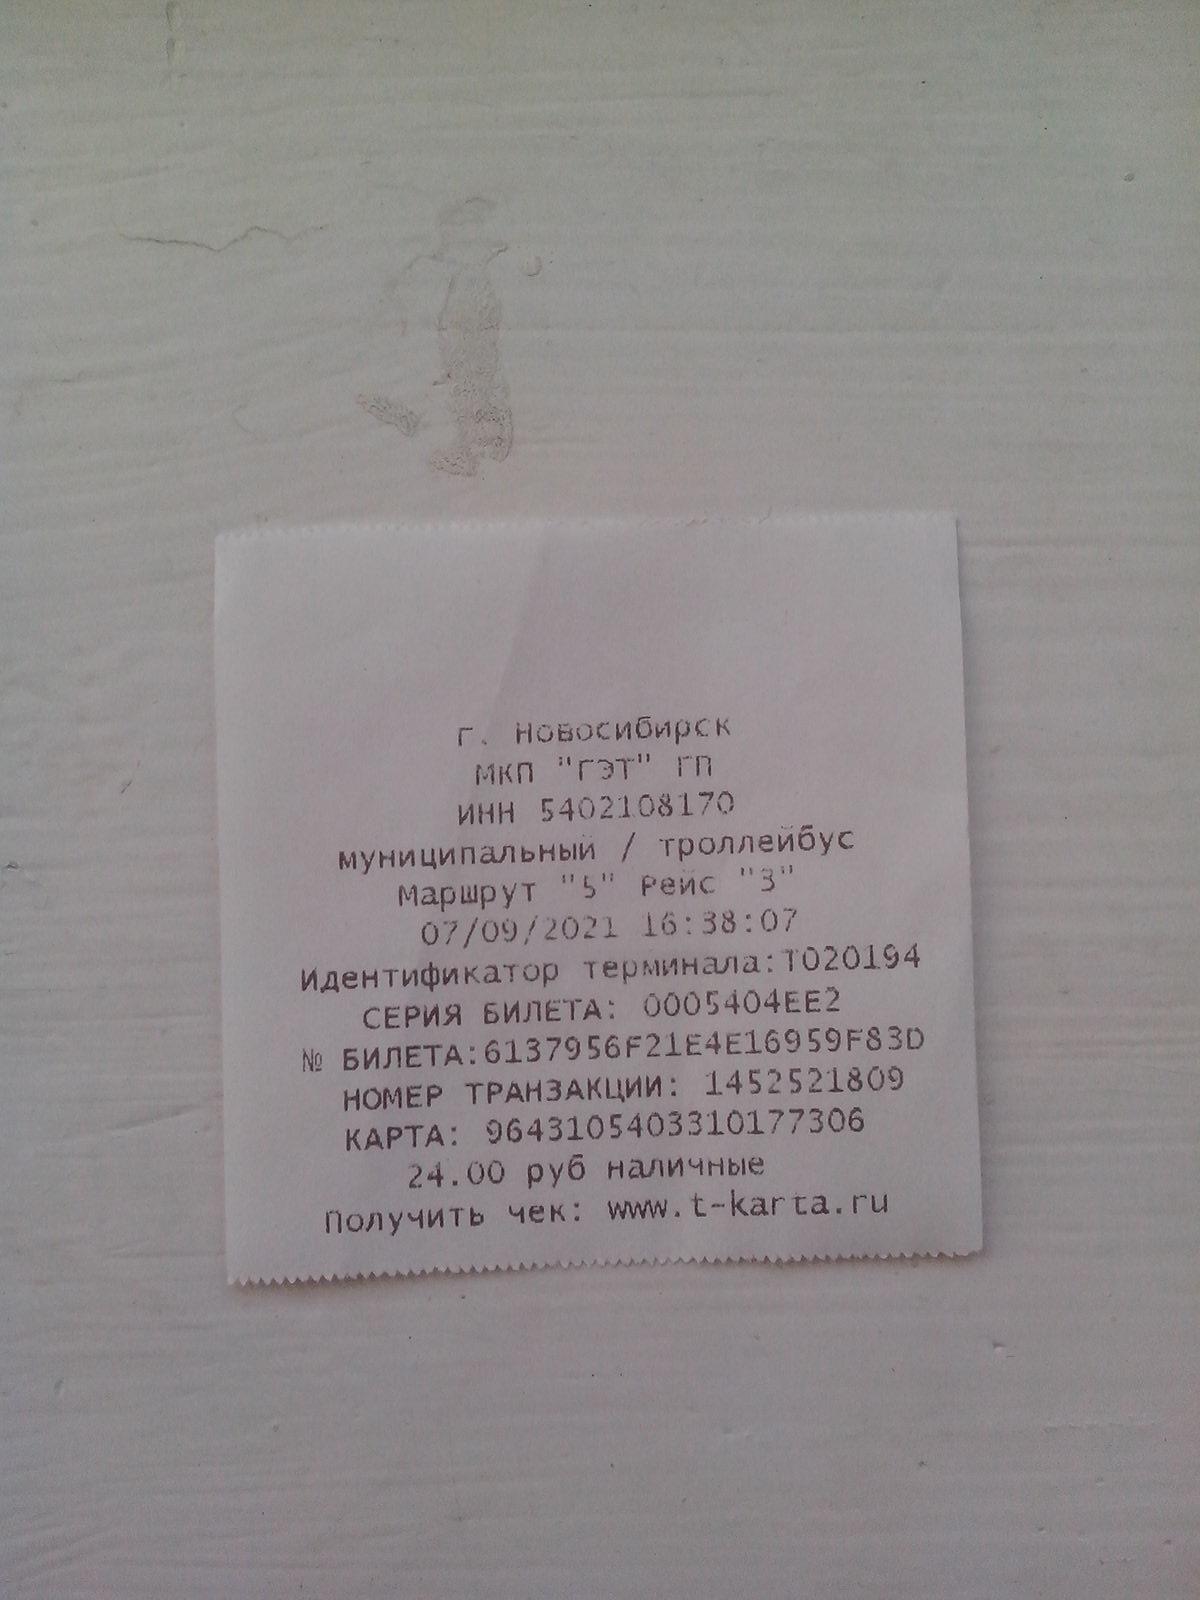 г. Новосибирск
МКП "ГЭТ" ГП
ИНН 5402108170
муниципальный / троллейбус
Маршрут "5" Рейс "3"
07/09/2021 16:38:07
Идентификатор терминала:T020194
СЕРИЯ БИЛЕТА: 0005404EE2
№ БИЛЕТА:6137956F21E4E16959F83D
НОМЕР ТРАНЗАКЦИИ: 1452521809
КАРТА: 9643105403310177306
24.00 руб наличные
Получить чек: www.t-karta.ru